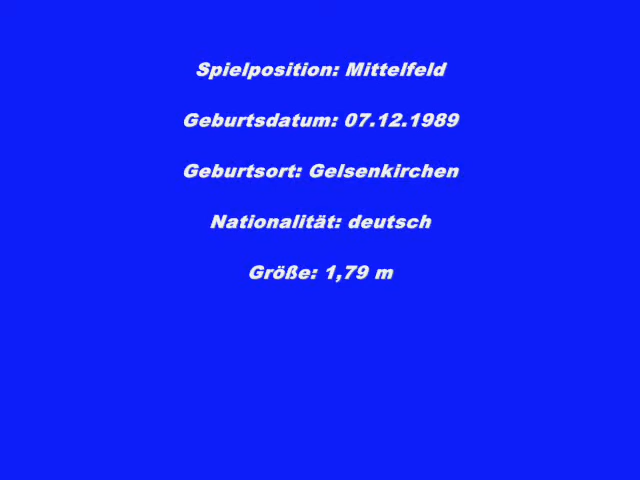 Spielposition: Mittelfeld
Geburtsdatum: 07.12.1989
Geburtsort: Gelsenkirchen
Nationalität: deutsch
Größe: 1,79 m